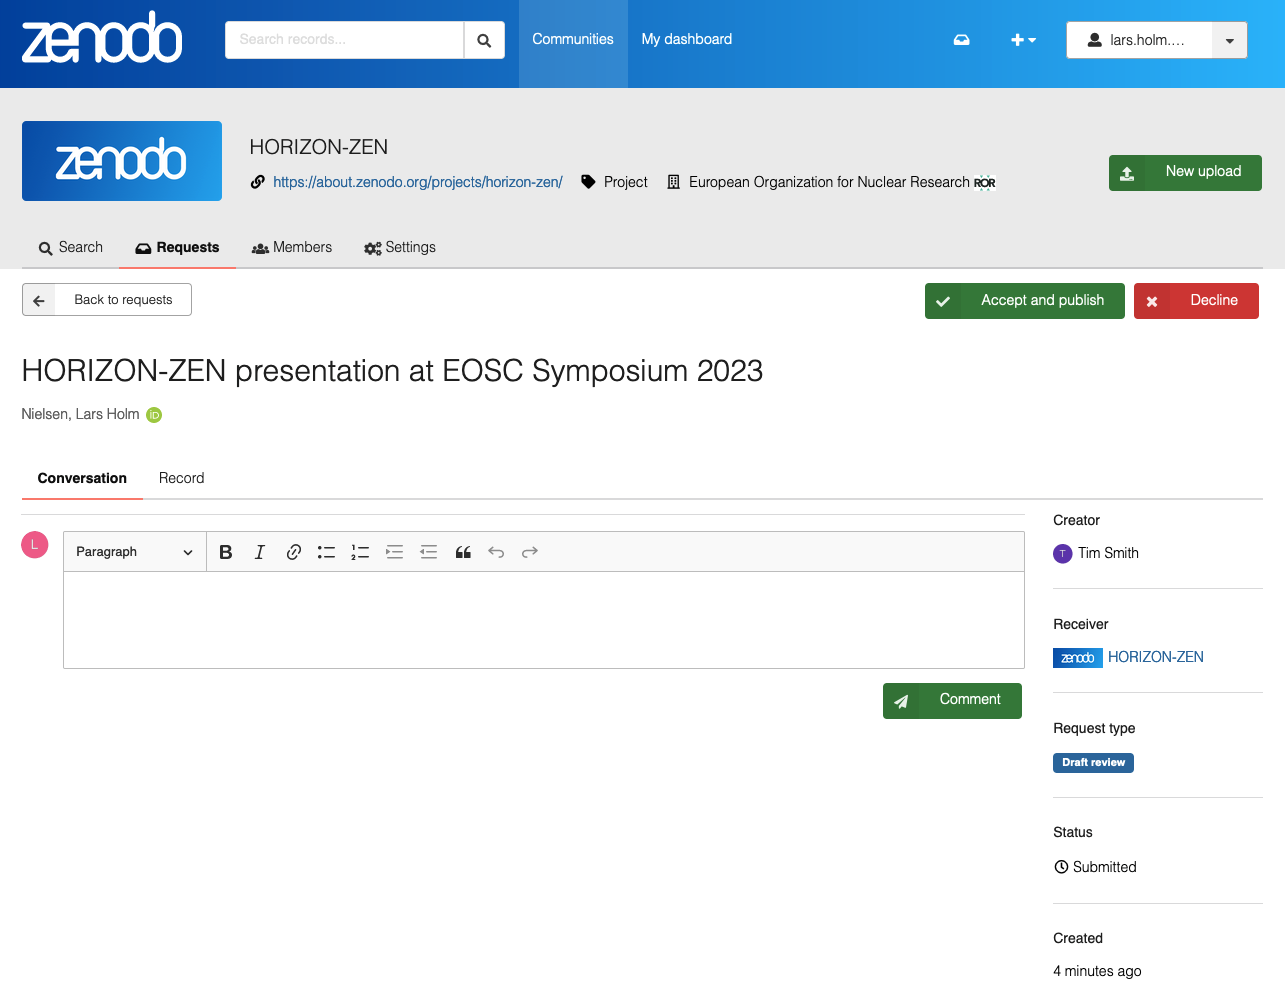 zenodo
Search records...
Communities
My dashboard
lars.holm....
zenodo
HORIZON-ZEN
https://about.zenodo.org/projects/horizon-zen/
Project
European Organization for Nuclear Research
ROR
New upload
Search
Requests
Members
Settings
Back to requests
Accept and publish
Decline
HORIZON-ZEN presentation at EOSC Symposium 2023
Nielsen, Lars Holm
iD
Conversation
Record
L
Paragraph
B
I
Comment
Creator
T
Tim Smith
Receiver
zenodo
HORIZON-ZEN
Request type
Draft review
Status
Submitted
Created
4 minutes ago